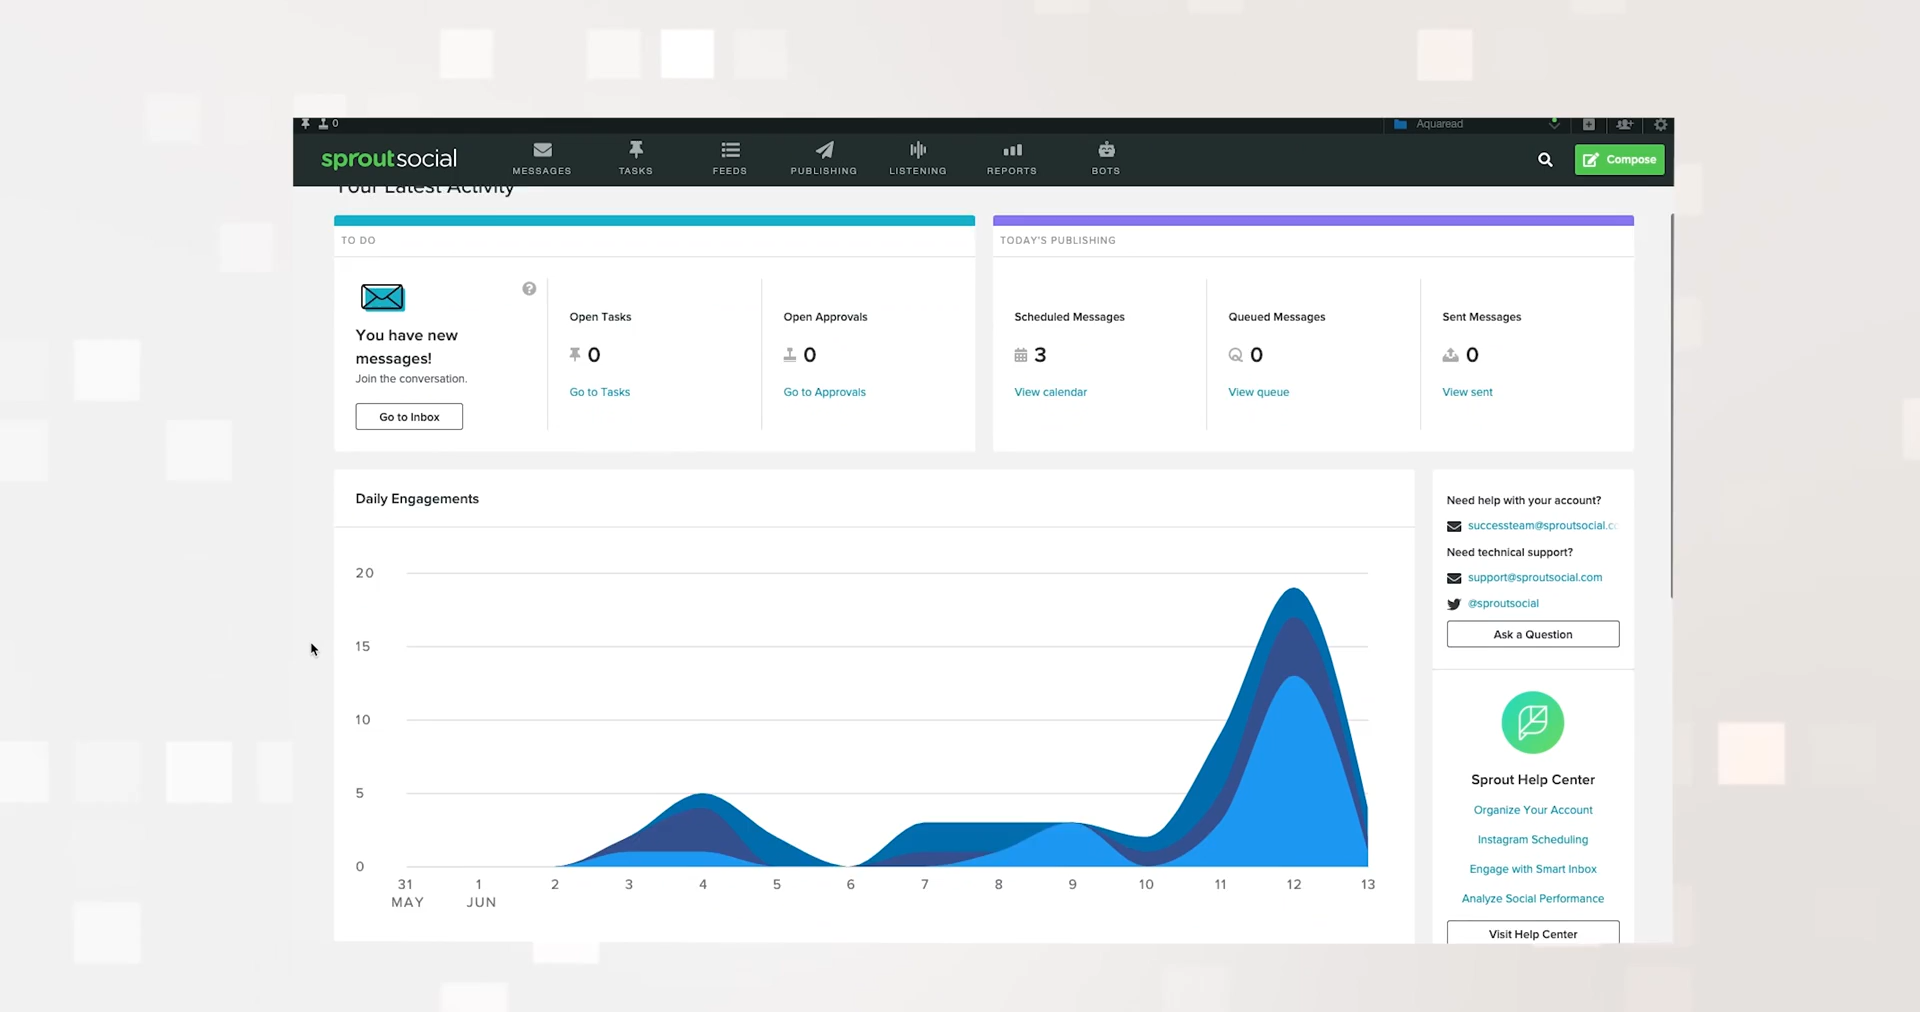 0
Aquaread
sproutsocial
MESSAGES
TASKS
FEEDS
PUBLISHING
LISTENING
REPORTS
BOTS
Compose
Your Latest Activity
TO DO
You have new
messages!
Join the conversation.
Go to Inbox
Open Tasks
0
Go to Tasks
Open Approvals
0
Go to Approvals
TODAY'S PUBLISHING
Scheduled Messages
3
View calendar
Queued Messages
0
View queue
Sent Messages
0
View sent
Daily Engagements
20
15
10
5
0
31 1 2 3 4 5 6 7 8 9 10 11 12 13
MAY JUN
Need help with your account?
successteam@sproutsocial.c
Need technical support?
support@sproutsocial.com
@sproutsocial
Ask a Question
Sprout Help Center
Organize Your Account
Instagram Scheduling
Engage with Smart Inbox
Analyze Social Performance
Visit Help Center